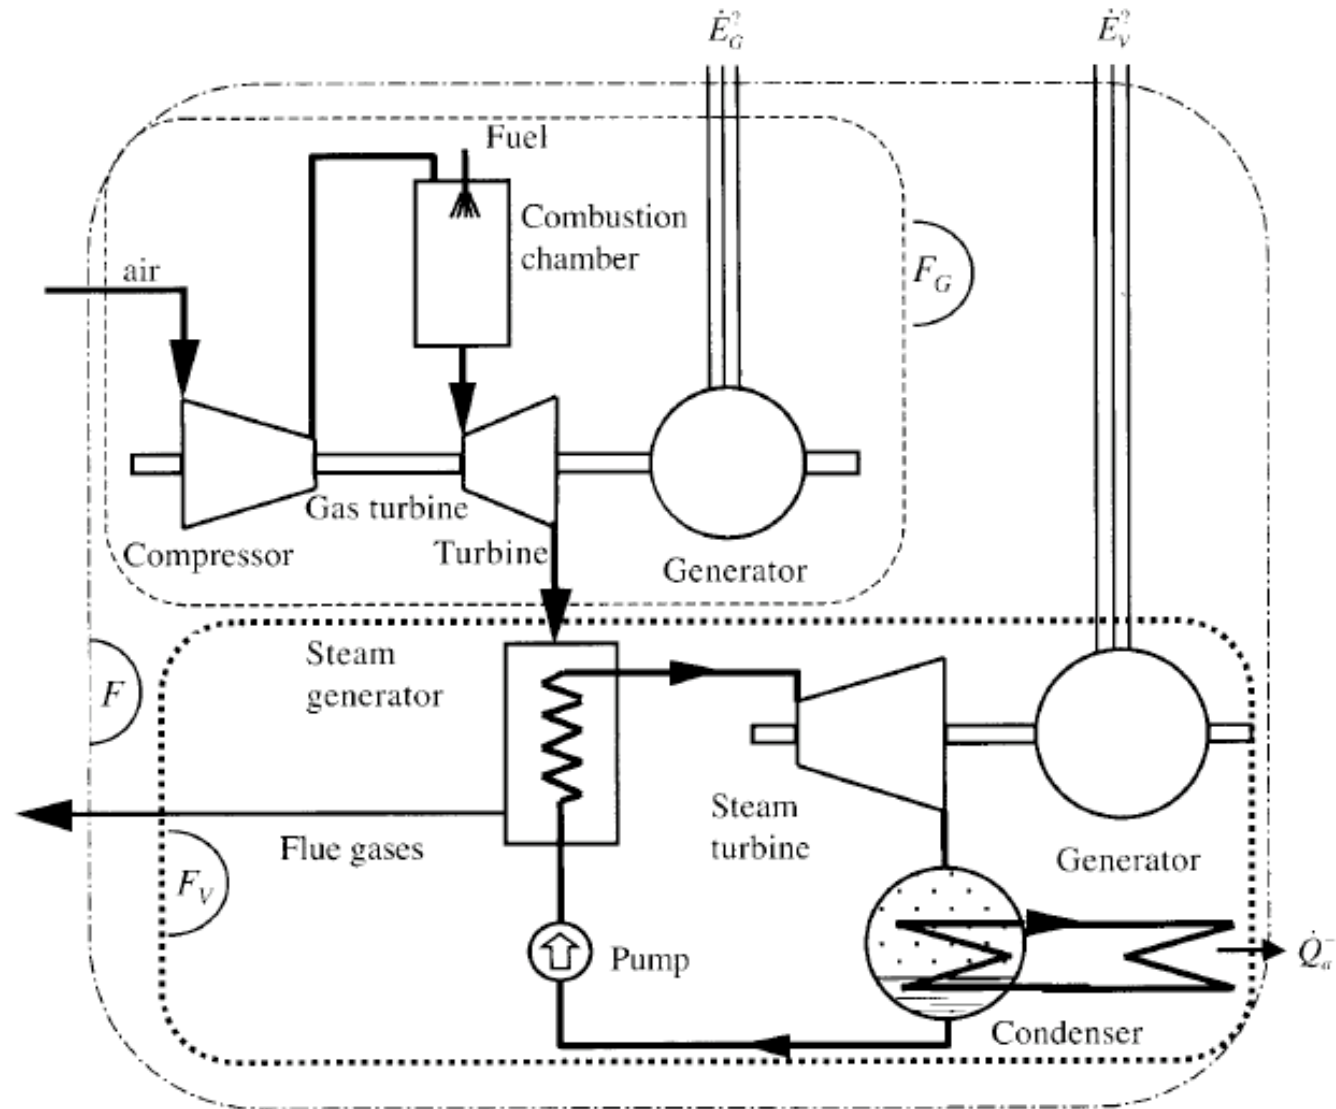 Ė_G^? Ė_V^?
Fuel
Combustion
chamber
air
F_G
Gas turbine
Compressor
Turbine
Generator
Steam
generator
F
Steam
turbine
Flue gases
Generator
F_V
Pump
Q̇_a^-
Condenser